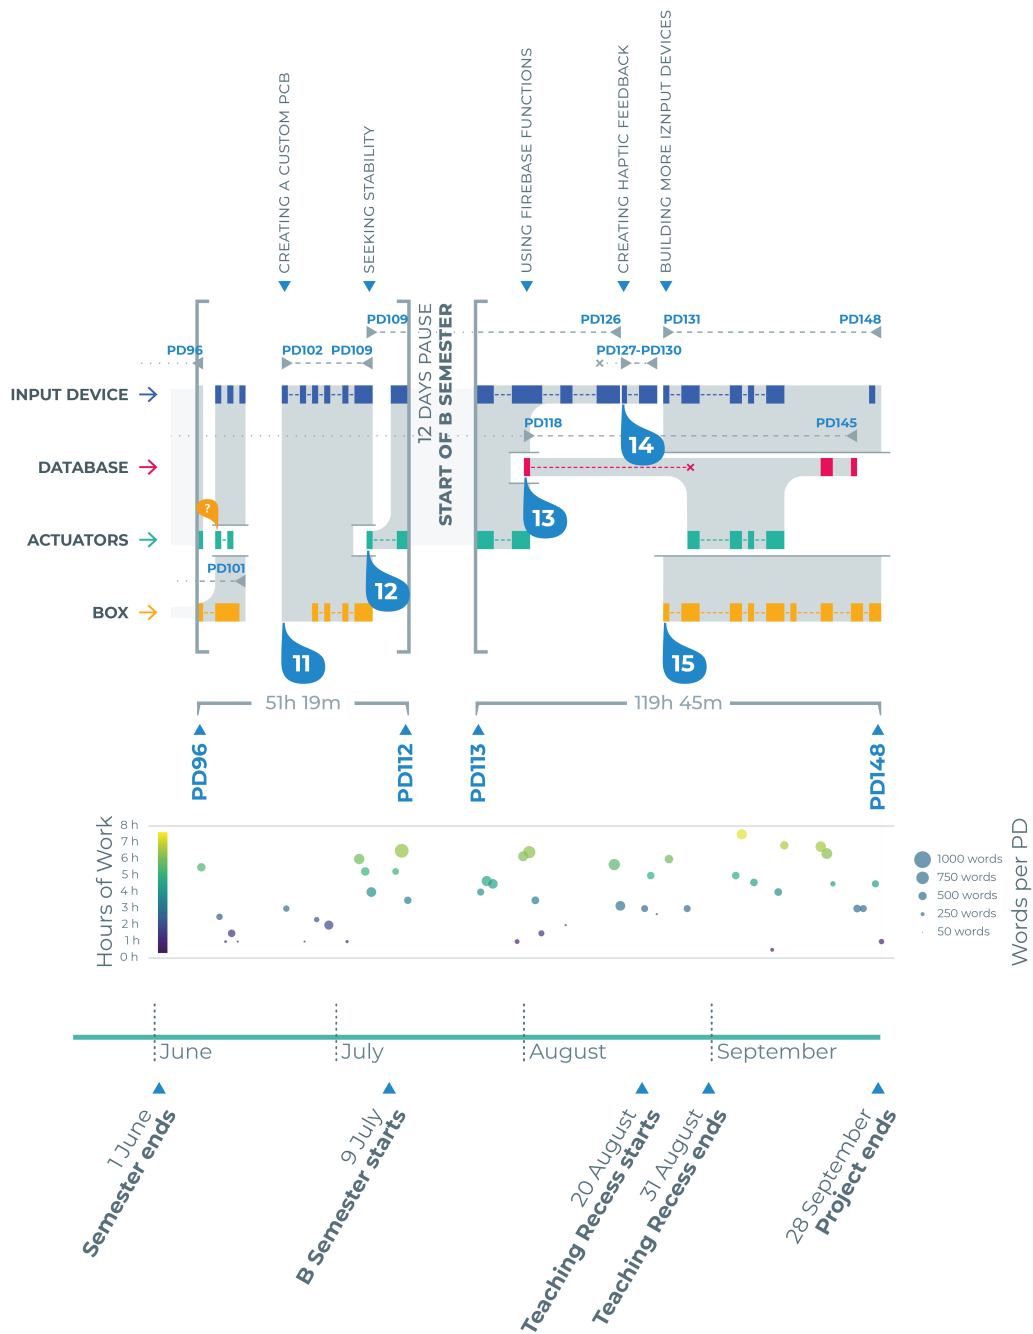 CREATING A CUSTOM PCB
SEEKING STABILITY
USING FIREBASE FUNCTIONS
CREATING HAPTIC FEEDBACK
BUILDING MORE IZNPUT DEVICES
12 DAYS PAUSE
START OF B SEMESTER
PD109
PD126
PD131
PD148
PD96
PD102
PD109
PD127-PD130
INPUT DEVICE
PD118
PD145
14
DATABASE
?
13
ACTUATORS
PD101
12
BOX
11
15
51h 19m
119h 45m
PD96
PD112
PD113
PD148
Hours of Work
8 h
7 h
6 h
5 h
4 h
3 h
2 h
1 h
0 h
1000 words
750 words
500 words
250 words
50 words
Words per PD
June
July
August
September
1 June
Semester ends
9 July
B Semester starts
20 August
Teaching Recess starts
31 August
Teaching Recess ends
28 September
Project ends